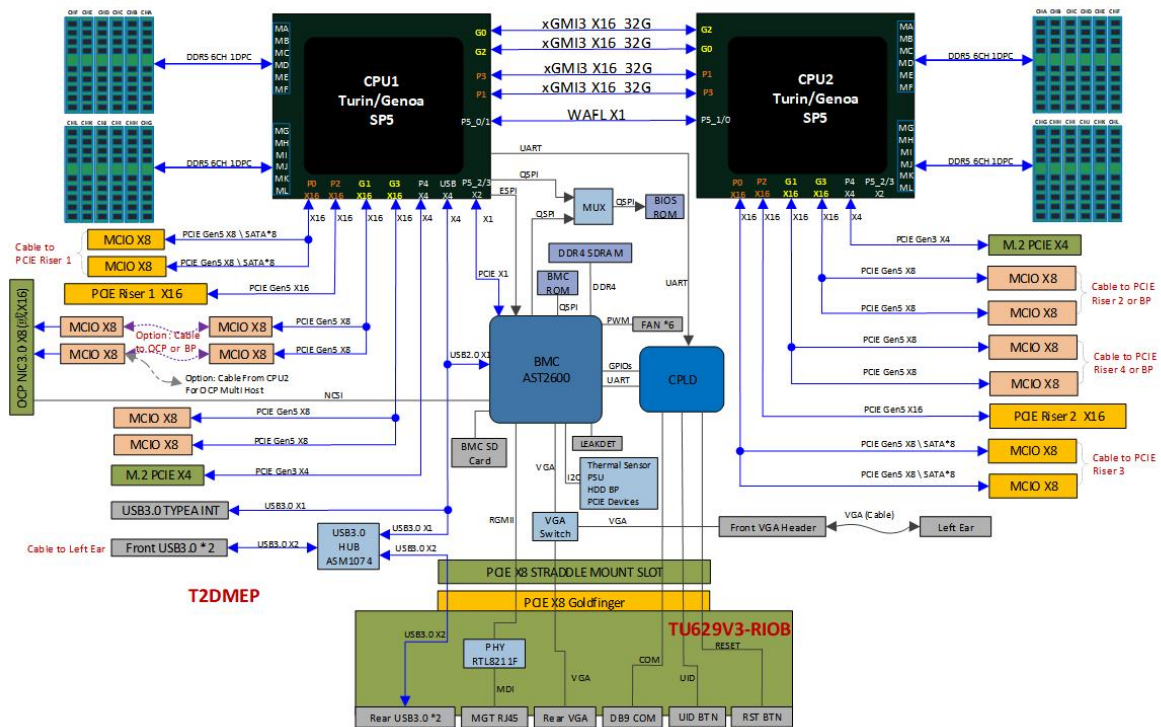 CHF CHE CHD CHC CHB CHA
CHL CHK CHJ CHI CHH CHG
DDR5 6CH 1DPC
DDR5 6CH 1DPC
MA
MB
MC
MD
ME
MF
MG
MH
MI
MJ
MK
ML
CPU1
Turin/Genoa
SP5
G0
G2
P3
P1
P5_0/1
P0 P2 G1 G3 P4 USB P5_2/3
X16 X16 X16 X16 X4 X4 X2
X16 X16 X16 X16 X4 X4 X1
xGMI3 X16 32G
xGMI3 X16 32G
xGMI3 X16 32G
xGMI3 X16 32G
WAFL X1
G2
G0
P1
P3
P5_1/0
CPU2
Turin/Genoa
SP5
MA
MB
MC
MD
ME
MF
MG
MH
MI
MJ
MK
ML
P0 P2 G1 G3 P4 P5_2/3
X16 X16 X16 X16 X4 X2
X16 X16 X16 X16 X4
DDR5 6CH 1DPC
DDR5 6CH 1DPC
CHA CHB CHC CHD CHE CHF
CHG CHH CHI CHJ CHK CHL
UART
QSPI
ESPI
MUX
QSPI
BIOS
ROM
QSPI
DDR4 SDRAM
BMC
ROM
QSPI
DDR4
UART
PCIE X1
PWM
FAN *6
BMC
AST2600
GPIOs
UART
CPLD
USB2.0 X1
NCSI
BMC SD
Card
LEAKDET
VGA
I2C
Thermal Sensor
PSU
HDD BP
PCIE Devices
RGMII
VGA
Switch
VGA
Front VGA Header
VGA (Cable)
Left Ear
Cable to
PCIE Riser 1
MCIO X8
PCIE Gen5 X8 \ SATA*8
MCIO X8
PCIE Gen5 X8 \ SATA*8
PCIE Riser 1 X16
PCIE Gen5 X16
OCP NIC3.0 X8(或X16)
MCIO X8
MCIO X8
PCIE Gen5 X8
Option: Cable
to OCP or BP
MCIO X8
MCIO X8
PCIE Gen5 X8
Option: Cable From CPU2
For OCP Multi Host
MCIO X8
PCIE Gen5 X8
MCIO X8
PCIE Gen5 X8
M.2 PCIE X4
PCIE Gen3 X4
USB3.0 TYPEA INT
USB3.0 X1
Cable to Left Ear
Front USB3.0 *2
USB3.0 X2
USB3.0
HUB
ASM1074
USB3.0 X1
USB3.0 X2
PCIE Gen3 X4
M.2 PCIE X4
PCIE Gen5 X8
MCIO X8
PCIE Gen5 X8
MCIO X8
Cable to PCIE
Riser 2 or BP
PCIE Gen5 X8
MCIO X8
PCIE Gen5 X8
MCIO X8
Cable to PCIE
Riser 4 or BP
PCIE Gen5 X16
PCIE Riser 2 X16
PCIE Gen5 X8 \SATA*8
MCIO X8
PCIE Gen5 X8 \SATA*8
MCIO X8
Cable to PCIE
Riser 3
T2DMEP
PCIE X8 STRADDLE MOUNT SLOT
PCIE X8 Goldfinger
TU629V3-RIOB
USB3.0 X2
PHY
RTL8211F
MDI
VGA
COM
UID
RESET
Rear USB3.0 *2
MGT RJ45
Rear VGA
DB9 COM
UID BTN
RST BTN